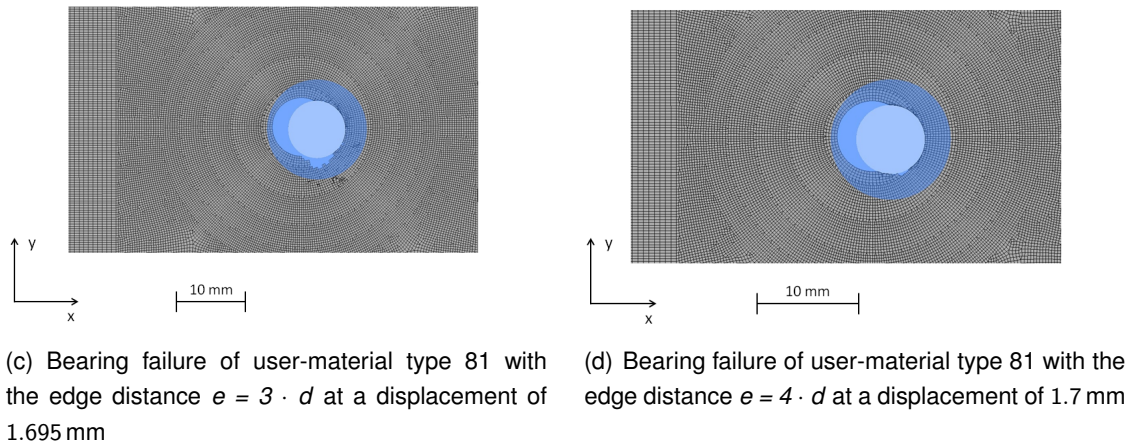 y
10 mm
x
y
10 mm
x
(c) Bearing failure of user-material type 81 with
the edge distance e = 3 · d at a displacement of
1.695 mm
(d) Bearing failure of user-material type 81 with the
edge distance e = 4 · d at a displacement of 1.7 mm